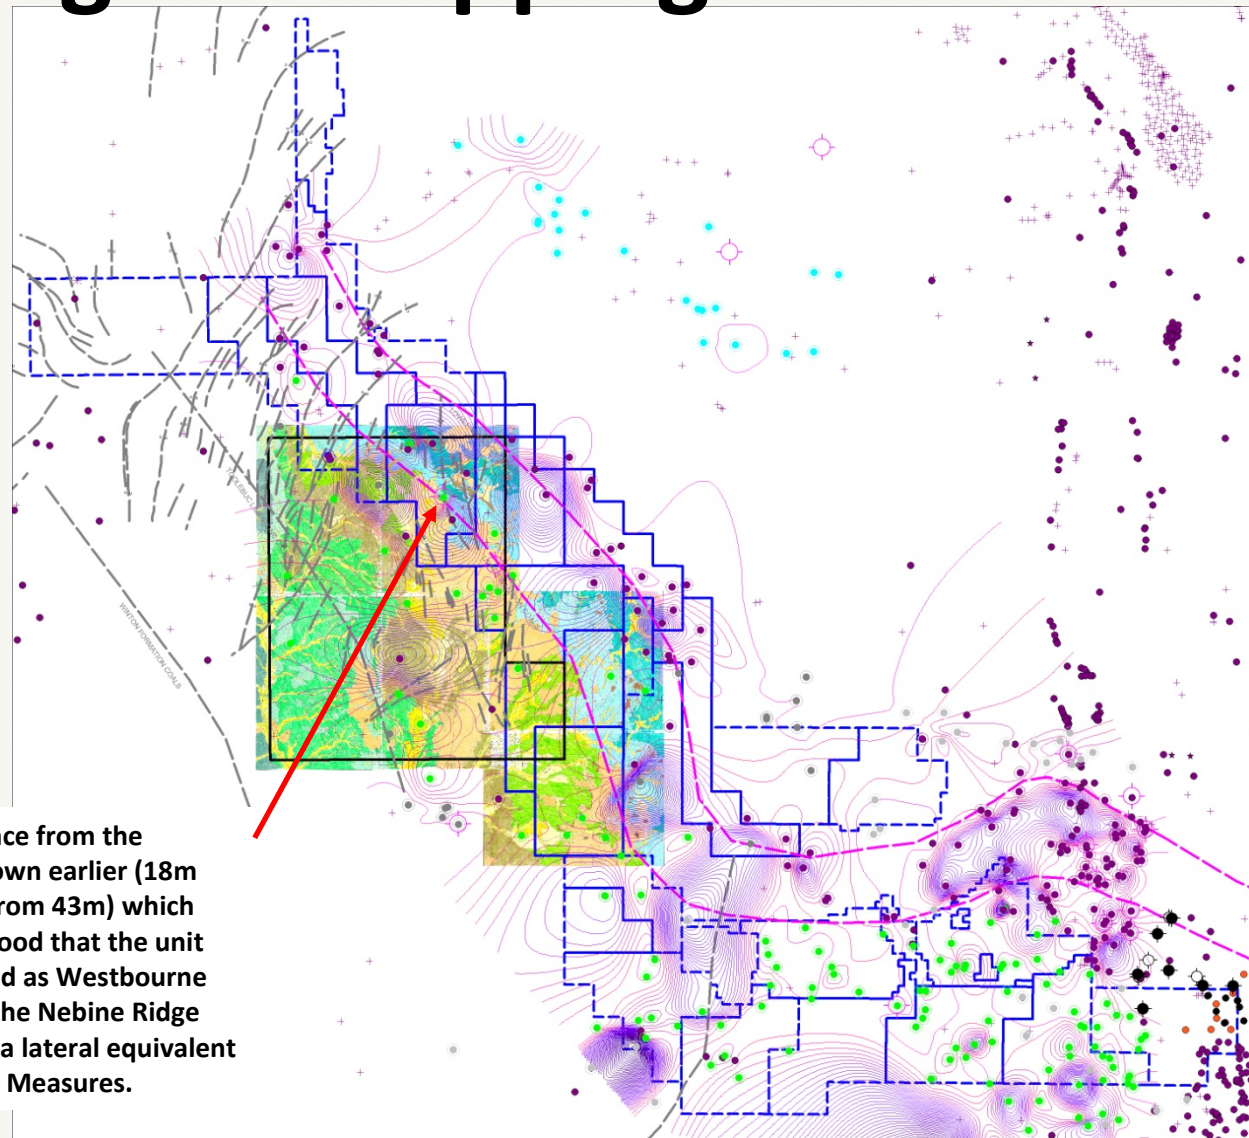 nce from the
own earlier (18m
rom 43m) which
ood that the unit
d as Westbourne
he Nebine Ridge
a lateral equivalent
Measures.
WINTON FORMATION COALS